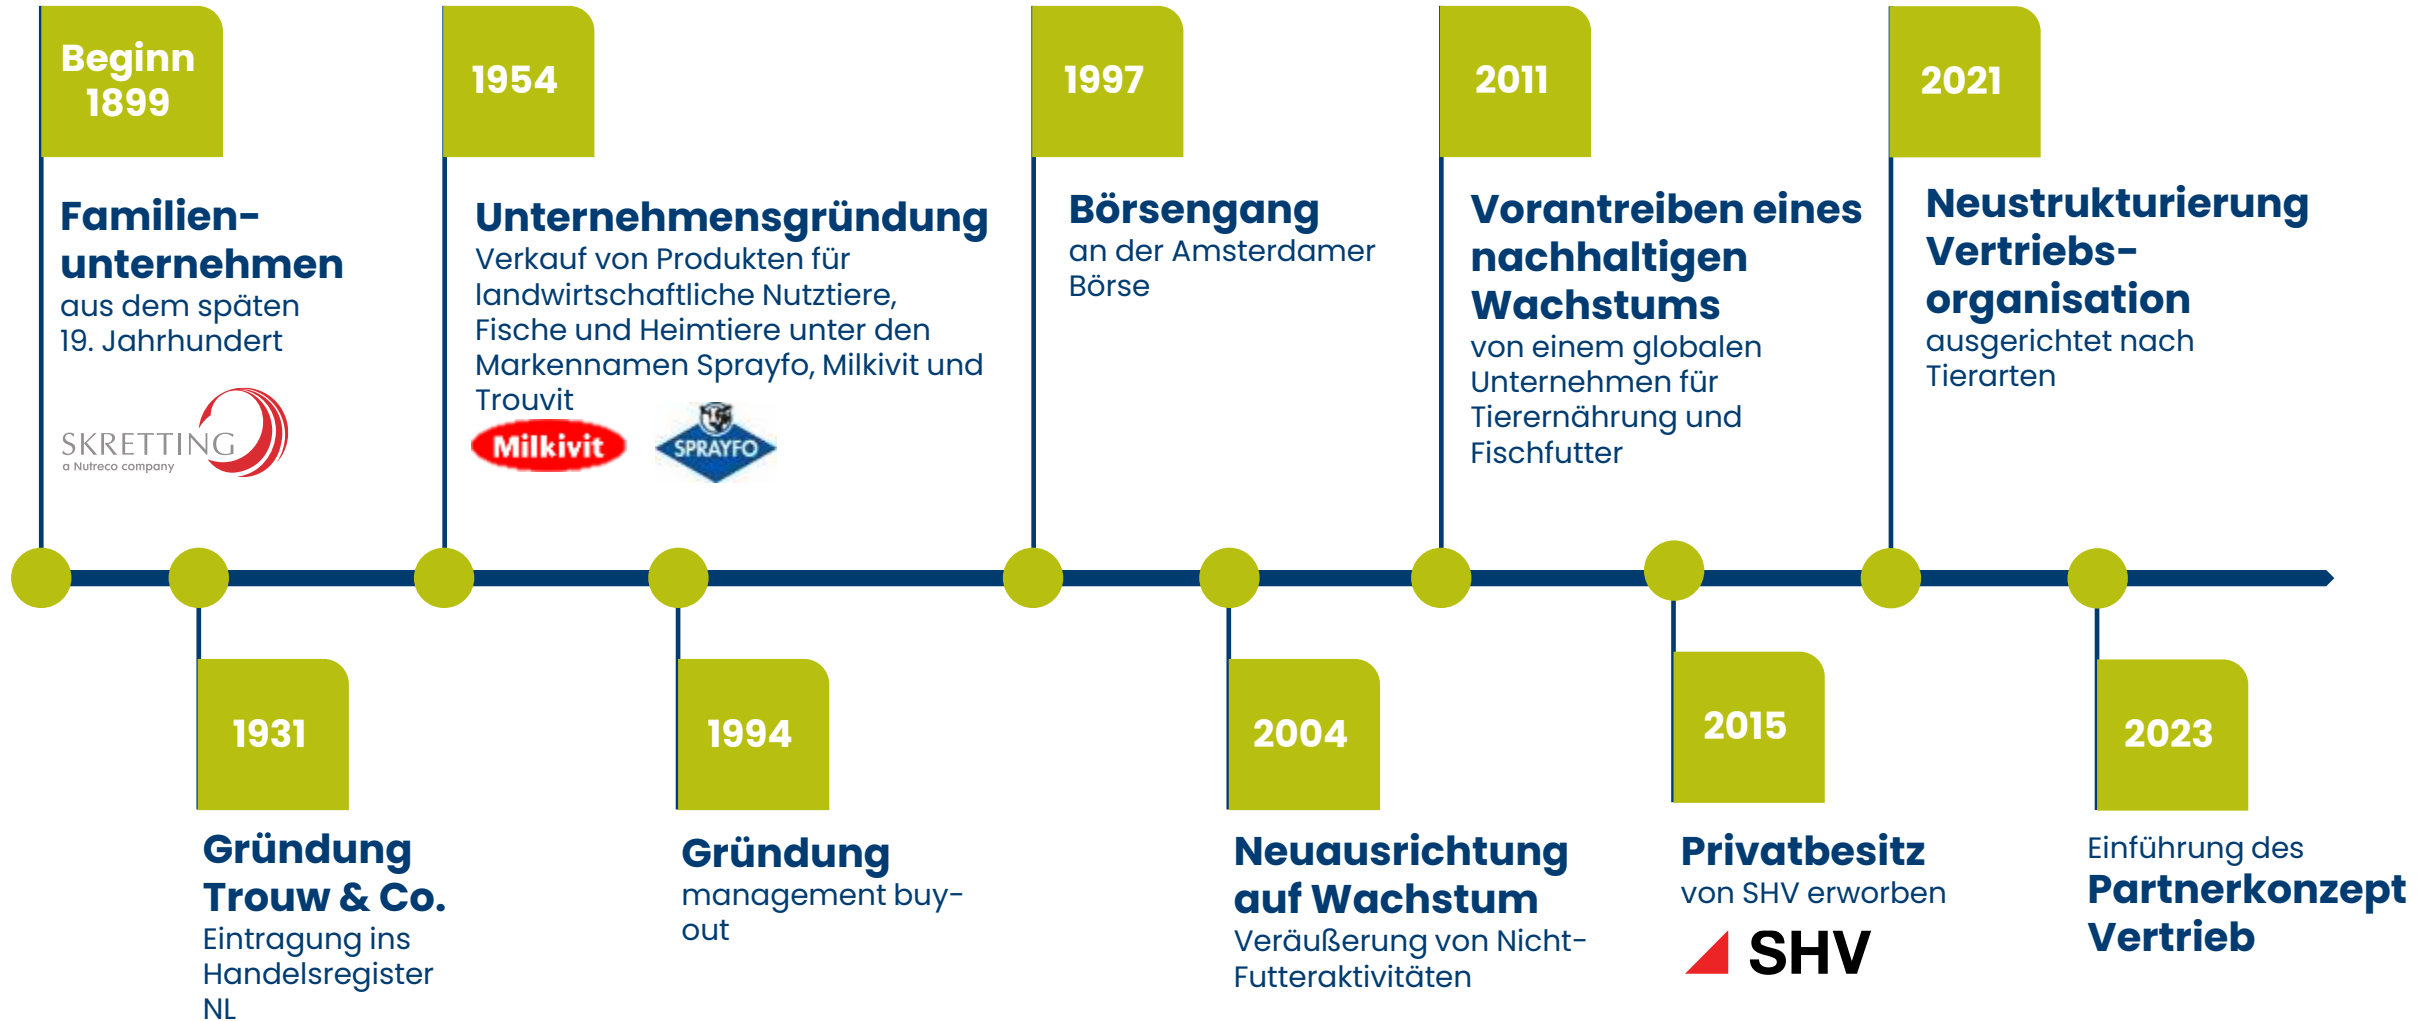 Beginn
1899
Familien-
unternehmen
aus dem späten
19. Jahrhundert
SKRETTING
a Nutreco company
1931
Gründung
Trouw & Co.
Eintragung ins
Handelsregister
NL
1954
Unternehmensgründung
Verkauf von Produkten für
landwirtschaftliche Nutztiere,
Fische und Heimtiere unter den
Markennamen Sprayfo, Milkivit und
Trouvit
Milkivit
SPRAYFO
1994
Gründung
management buy-
out
1997
Börsengang
an der Amsterdamer
Börse
2004
Neuausrichtung
auf Wachstum
Veräußerung von Nicht-
Futteraktivitäten
2011
Vorantreiben eines
nachhaltigen
Wachstums
von einem globalen
Unternehmen für
Tierernährung und
Fischfutter
2015
Privatbesitz
von SHV erworben
SHV
2021
Neustrukturierung
Vertriebs-
organisation
ausgerichtet nach
Tierarten
2023
Einführung des
Partnerkonzept
Vertrieb